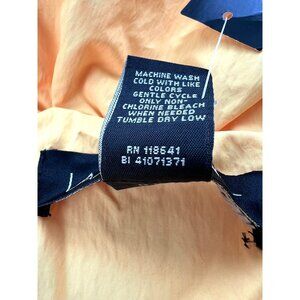 MACHINE WASH
COLD WITH LIKE
COLORS
GENTLE CYCLE
ONLY NON-
CHLORINE BLEACH
WHEN NEEDED
TUMBLE DRY LOW
RN 118641
BI 41071371